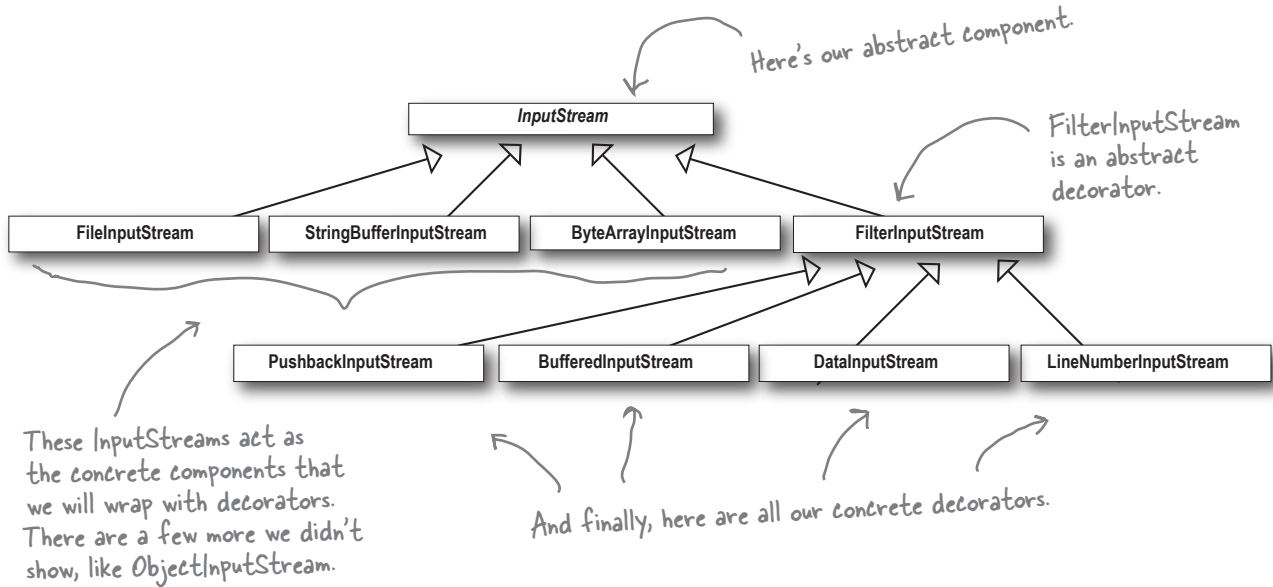 Here's our abstract component.
InputStream
FilterInputStream
is an abstract
decorator.
FileInputStream
StringBufferInputStream
ByteArrayInputStream
FilterInputStream
PushbackInputStream
BufferedInputStream
DataInputStream
LineNumberInputStream
These InputStreams act as
the concrete components that
we will wrap with decorators.
There are a few more we didn't
show, like ObjectInputStream.
And finally, here are all our concrete decorators.